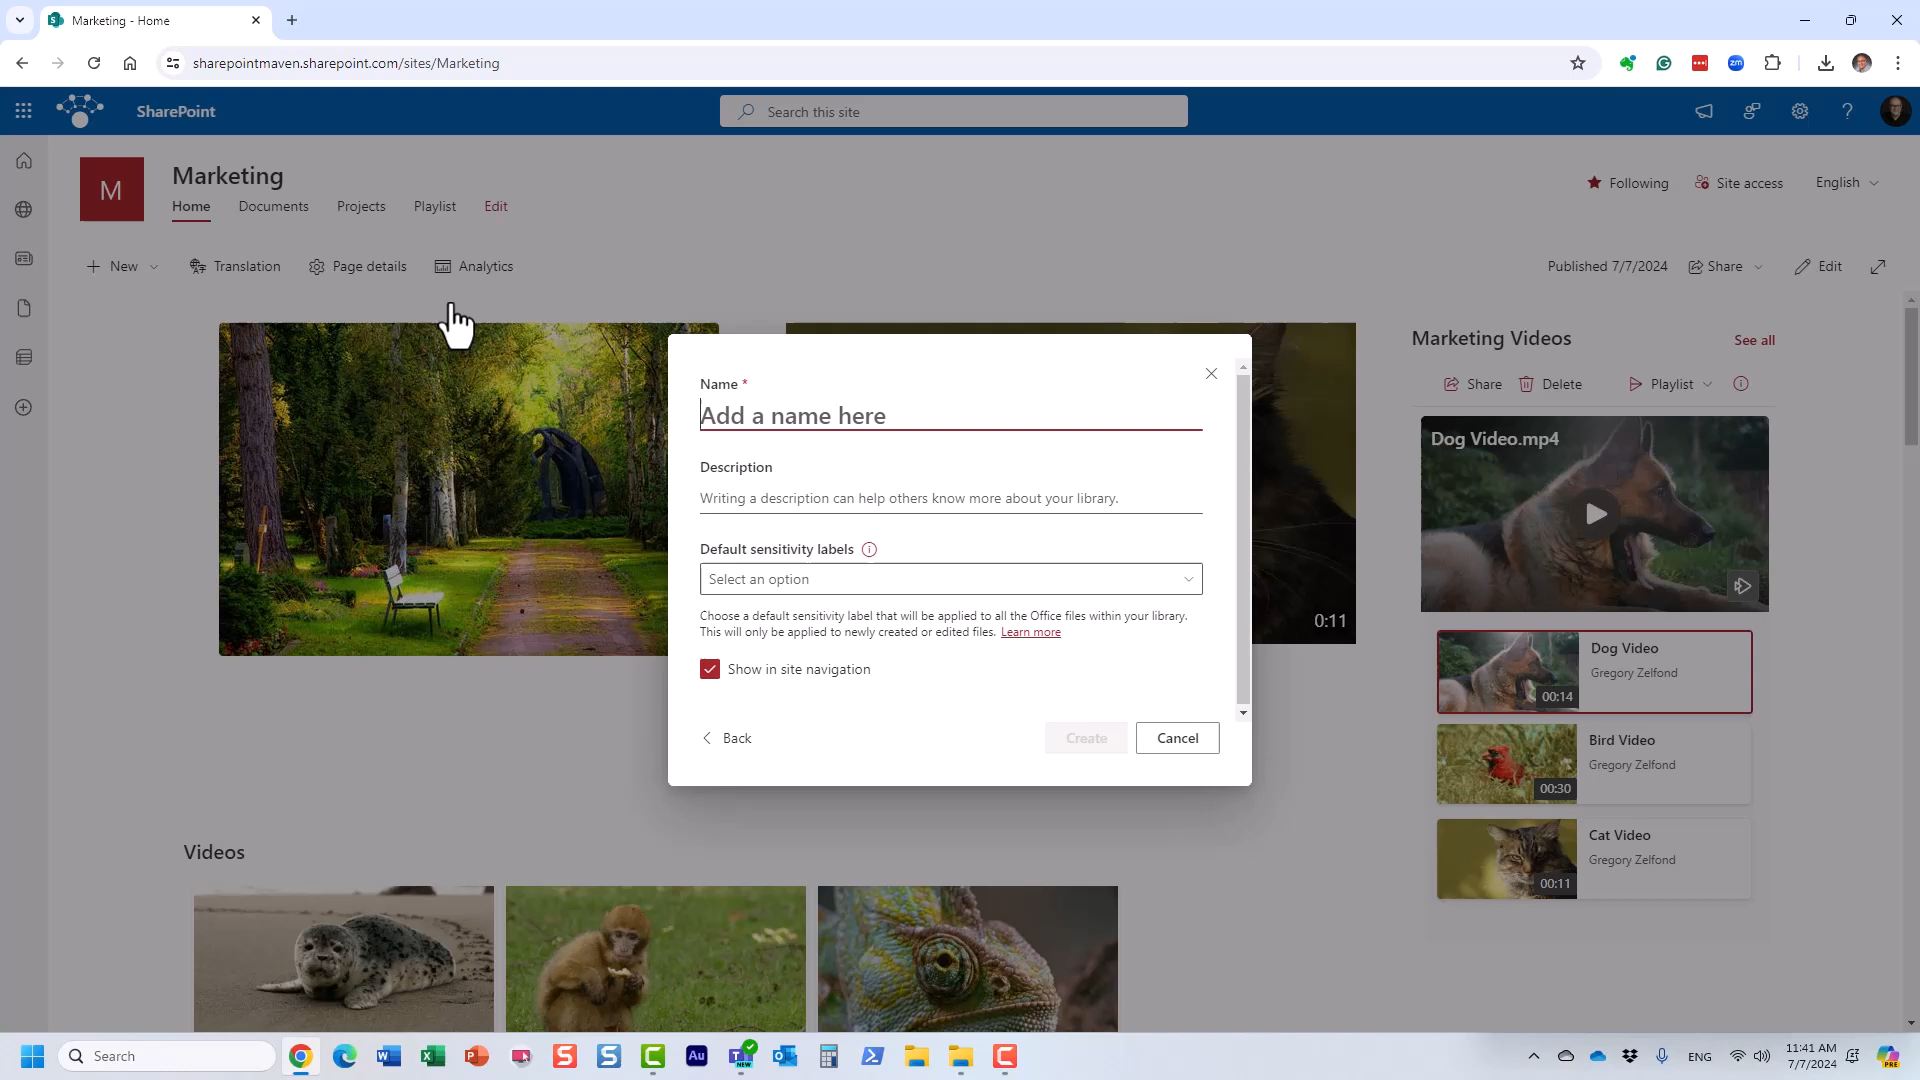 Marketing - Home
sharepointmaven.sharepoint.com/sites/Marketing
zm
SharePoint
Search this site
M
Marketing
Home
Documents
Projects
Playlist
Edit
Following
Site access
English
New
Translation
Page details
Analytics
Published 7/7/2024
Share
Edit
Name *
Add a name here
Description
Writing a description can help others know more about your library.
Default sensitivity labels
Select an option
Choose a default sensitivity label that will be applied to all the Office files within your library.
This will only be applied to newly created or edited files. Learn more
Show in site navigation
Back
Create
Cancel
0:11
Marketing Videos
See all
Share
Delete
Playlist
Dog Video.mp4
Dog Video
Gregory Zelfond
00:14
Bird Video
Gregory Zelfond
00:30
Cat Video
Gregory Zelfond
00:11
Videos
Search
Au
NEW
ENG
11:41 AM
7/7/2024
PRE